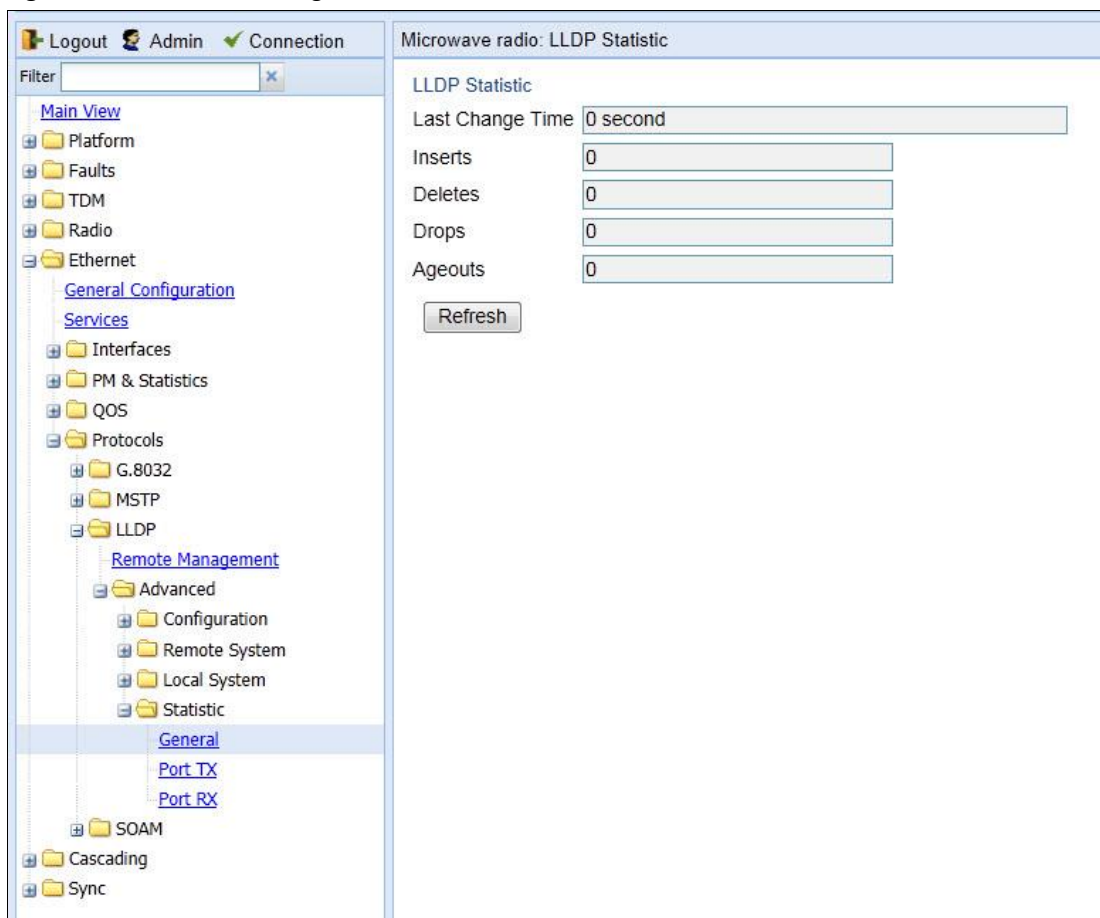 Logout Admin Connection
Filter
Main View
Platform
Faults
TDM
Radio
Ethernet
General Configuration
Services
Interfaces
PM & Statistics
QOS
Protocols
G.8032
MSTP
LLDP
Remote Management
Advanced
Configuration
Remote System
Local System
Statistic
General
Port TX
Port RX
SOAM
Cascading
Sync
Microwave radio: LLDP Statistic
LLDP Statistic
Last Change Time 0 second
Inserts 0
Deletes 0
Drops 0
Ageouts 0
Refresh